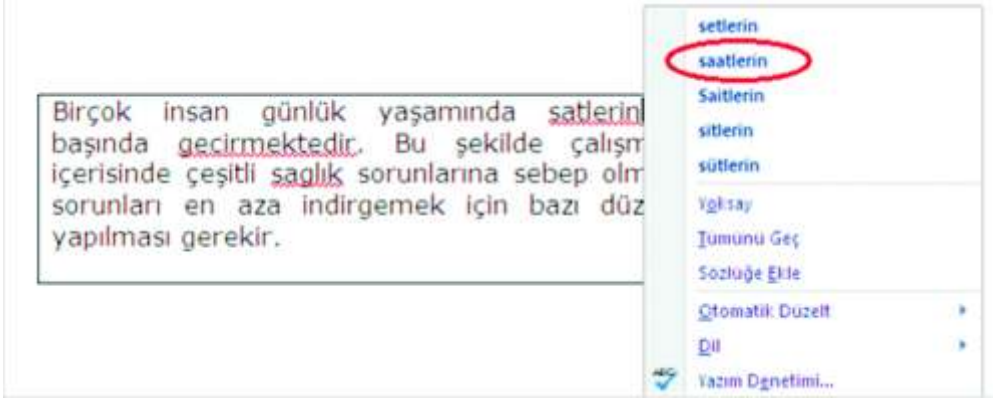 Birçok insan günlük yaşamında satlerin
başında gecirmektedir. Bu şekilde çalışm
içerisinde çeşitli saglık sorunlarına sebep olm
sorunları en aza indirgemek için bazı düz
yapılması gerekir.
setlerin
saatlerin
Saitlerin
sitlerin
sütlerin
Yoksay
Tümünü Geç
Sözlüğe Ekle
Otomatik Düzelt
Dil
ABC
Yazım Denetimi...